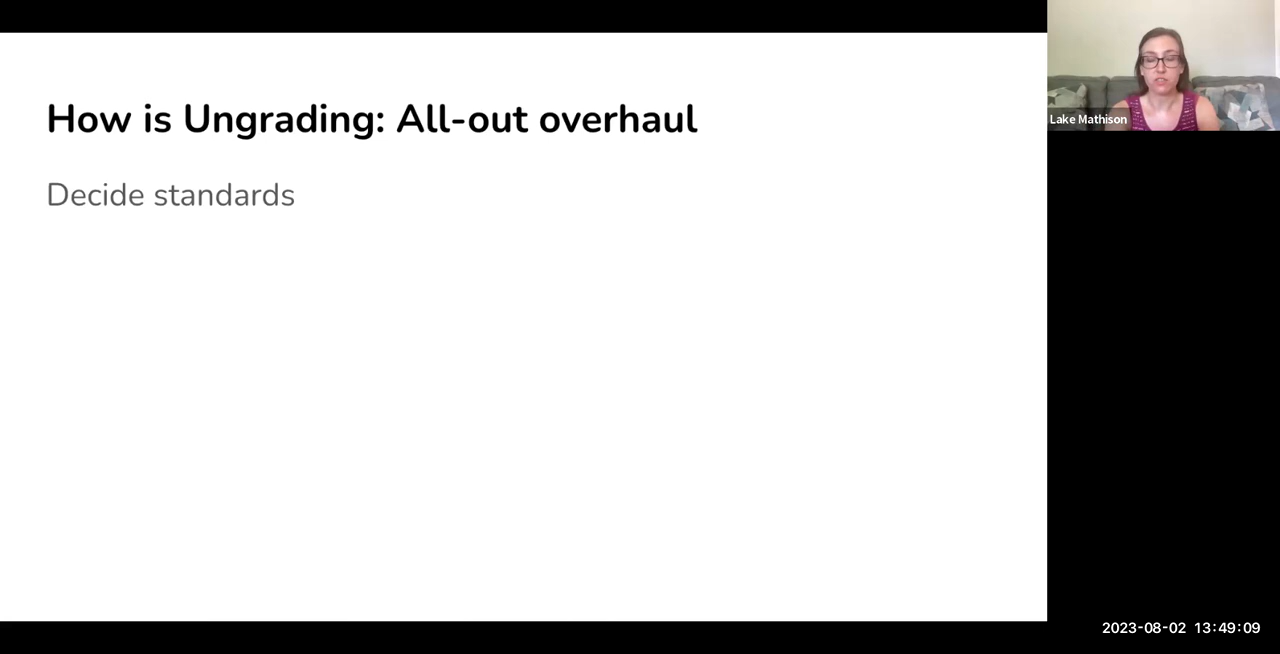 How is Ungrading: All-out overhaul
Decide standards
Lake Mathison
2023-08-02 13:49:09